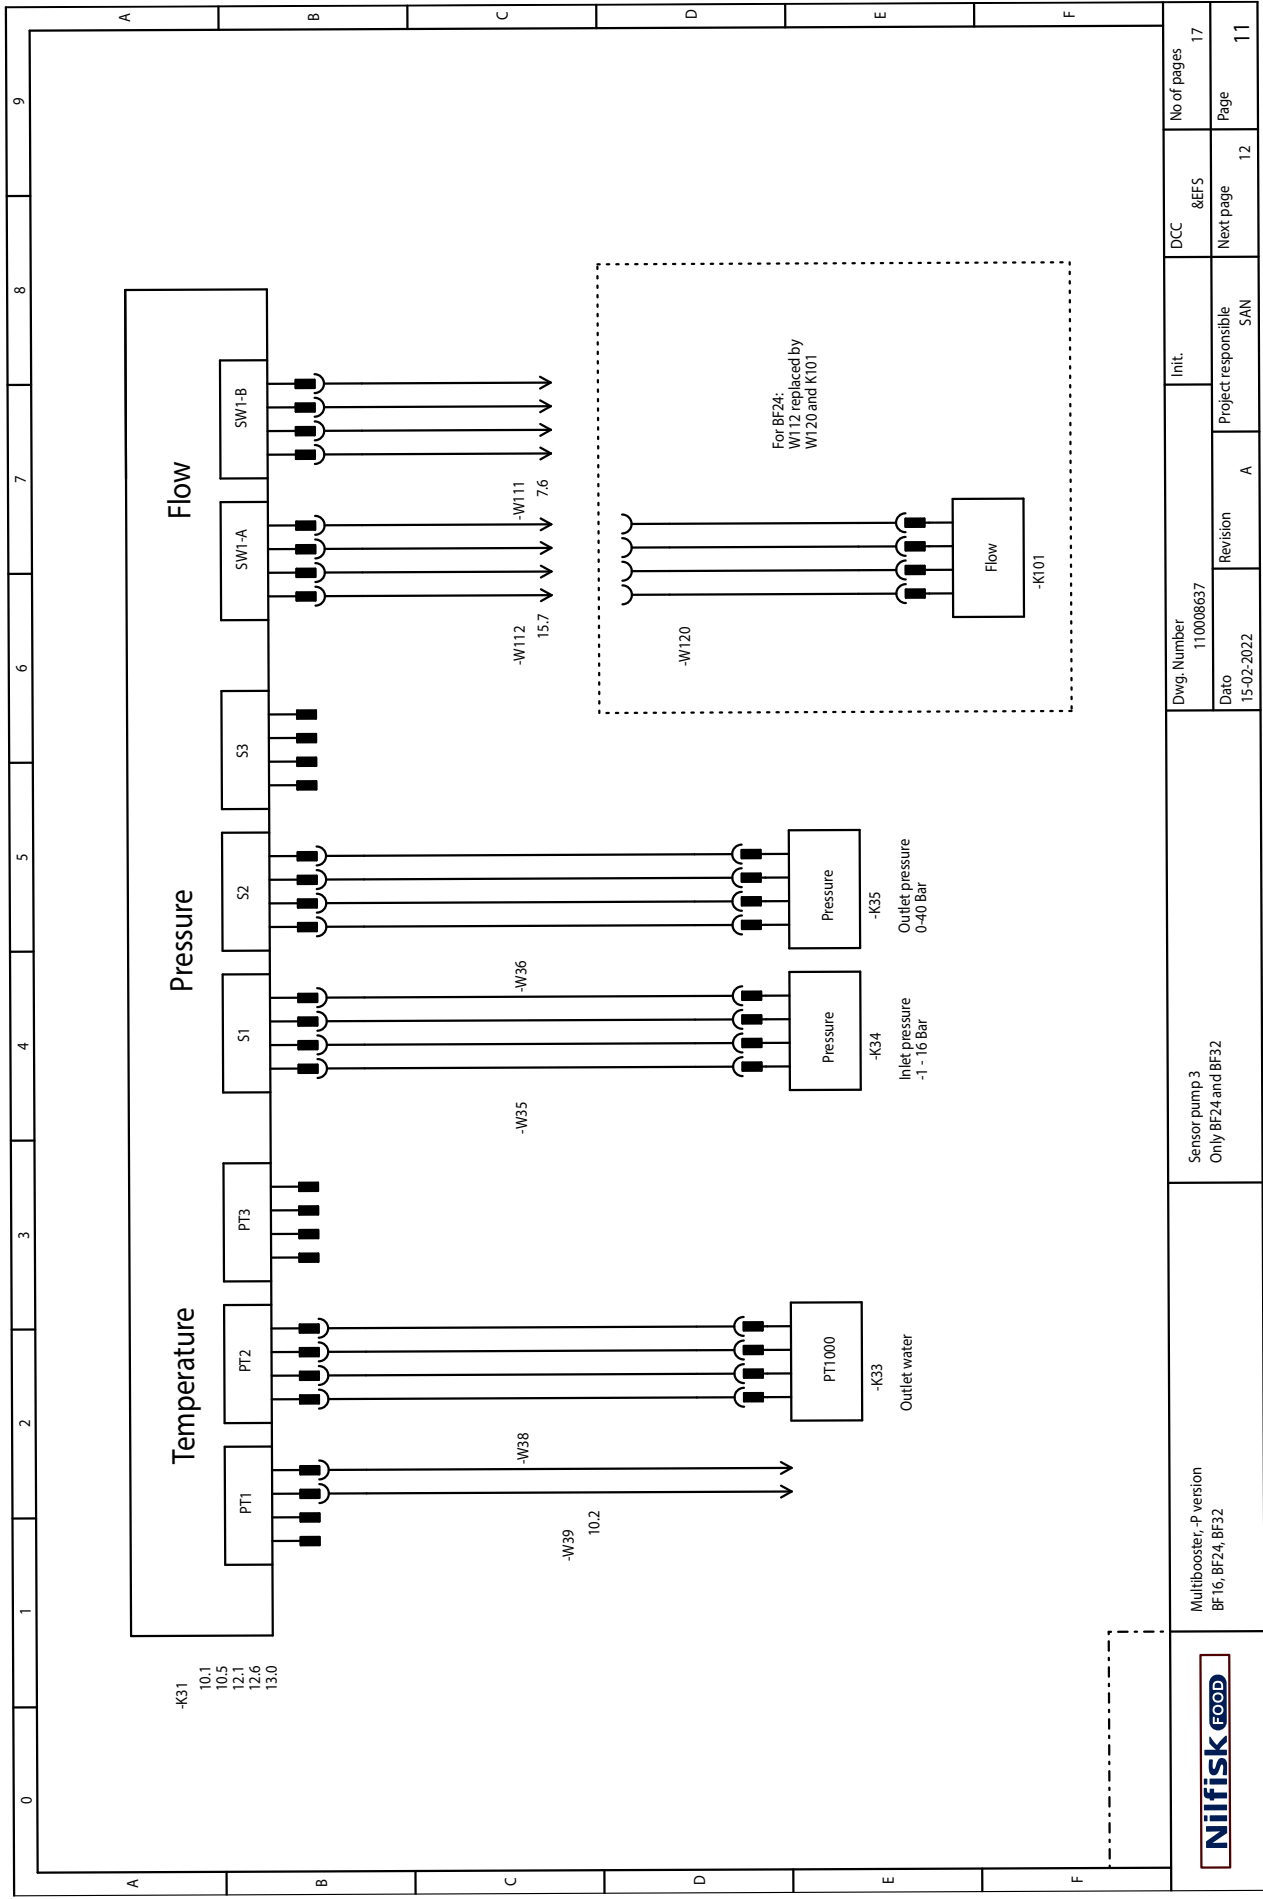 0 1 2 3 4 5 6 7 8 9
A
B
C
D
E
F
A
B
C
D
E
F
-K31
10.1
10.5
12.1
12.6
13.0
Temperature
Pressure
Flow
PT1
PT2
PT3
S1
S2
S3
SW1-A
SW1-B
-W39
10.2
-W38
-W35
-W36
-W112
15.7
-W111
7.6
-W120
For BF24:
W112 replaced by
W120 and K101
PT1000
-K33
Outlet water
Pressure
-K34
Inlet pressure
-1 - 16 Bar
Pressure
-K35
Outlet pressure
0-40 Bar
Flow
-K101
Nilfisk FOOD
Multibooster, -P version
BF16, BF24, BF32
Sensor pump 3
Only BF24 and BF32
Dwg. Number
110008637
Init.
DCC
&EFS
No of pages
17
Dato
15-02-2022
Revision
A
Project responsible
SAN
Next page
12
Page
11